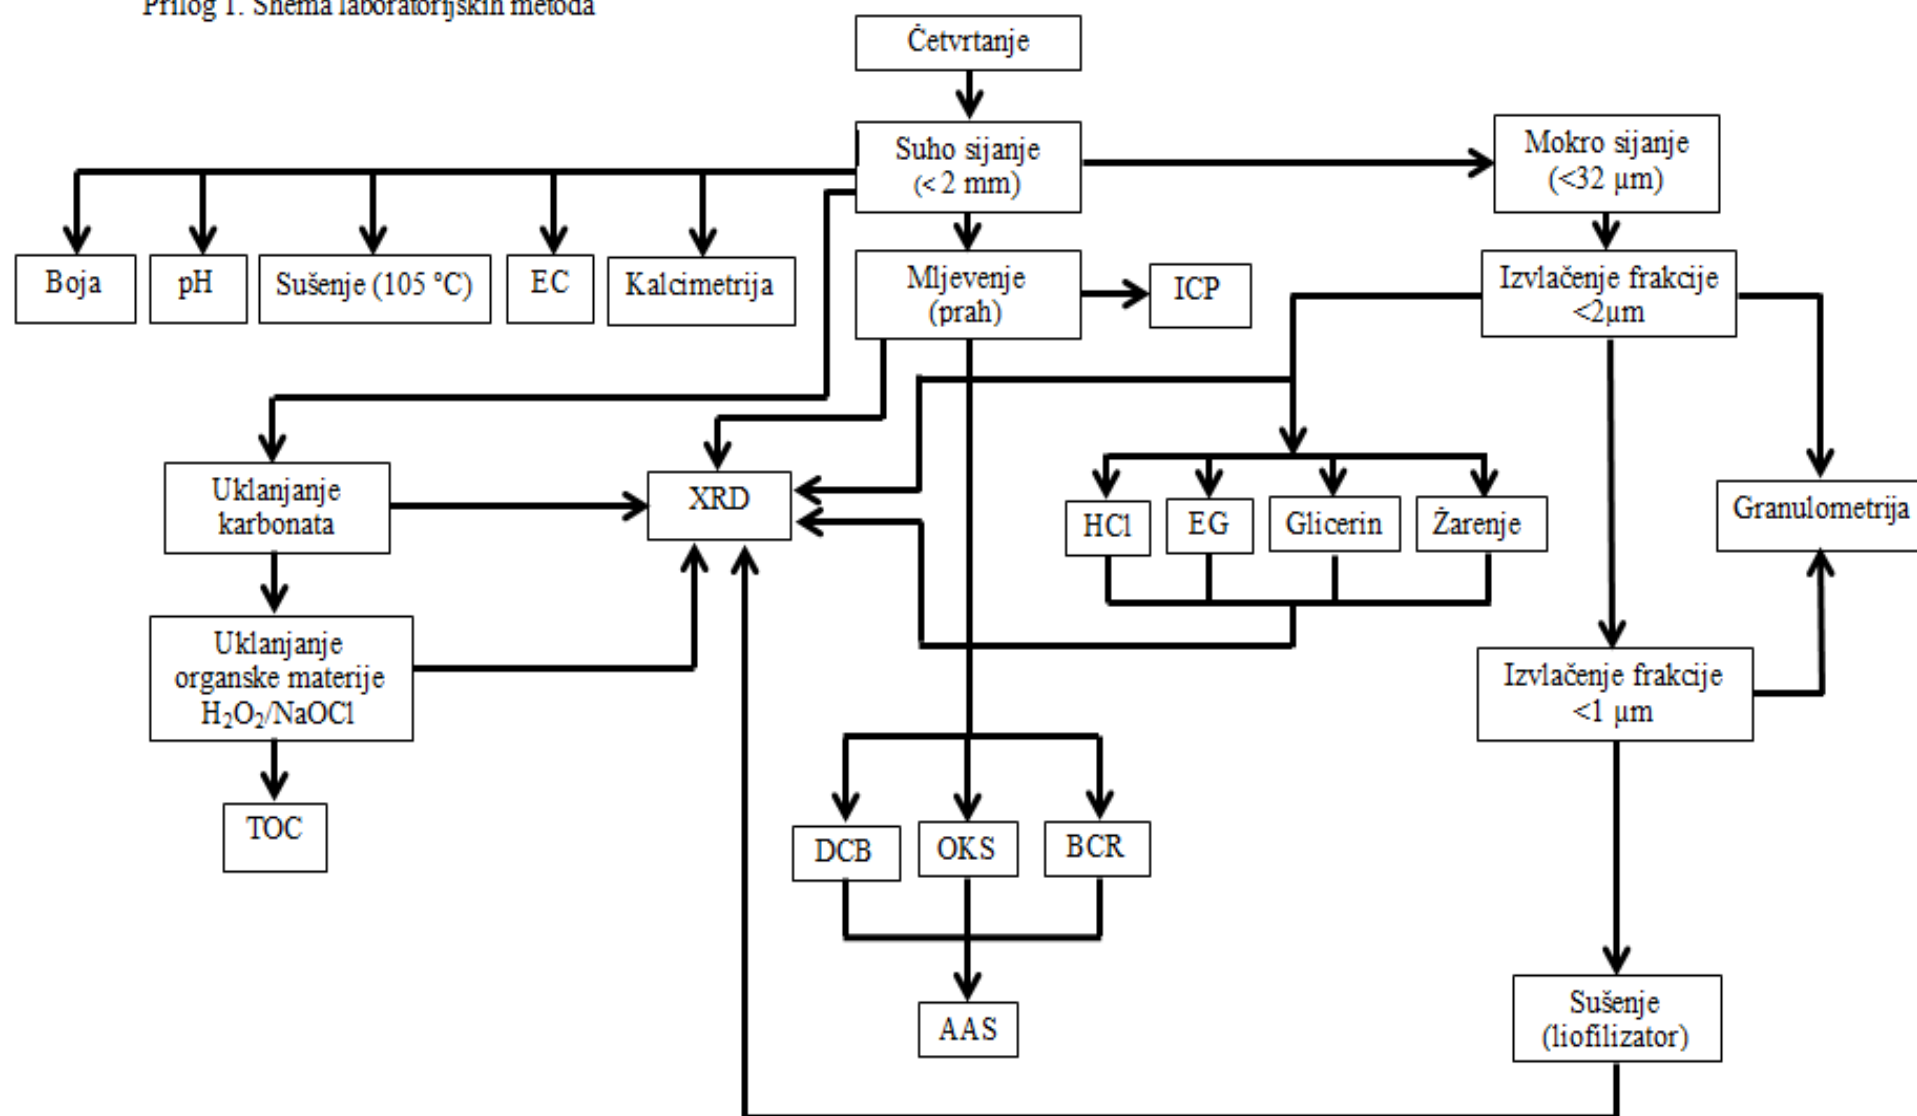 Prilog 1. Shema laboratorijskih metoda
Četvrtanje
Suho sijanje
(< 2 mm)
Mokro sijanje
(<32 µm)
Boja
pH
Sušenje (105 °C)
EC
Kalcimetrija
Mljevenje
(prah)
ICP
Izvlačenje frakcije
<2µm
Uklanjanje
karbonata
XRD
HCl
EG
Glicerin
Žarenje
Granulometrija
Uklanjanje
organske materije
H₂O₂/NaOCl
Izvlačenje frakcije
<1 µm
TOC
DCB
OKS
BCR
AAS
Sušenje
(liofilizator)